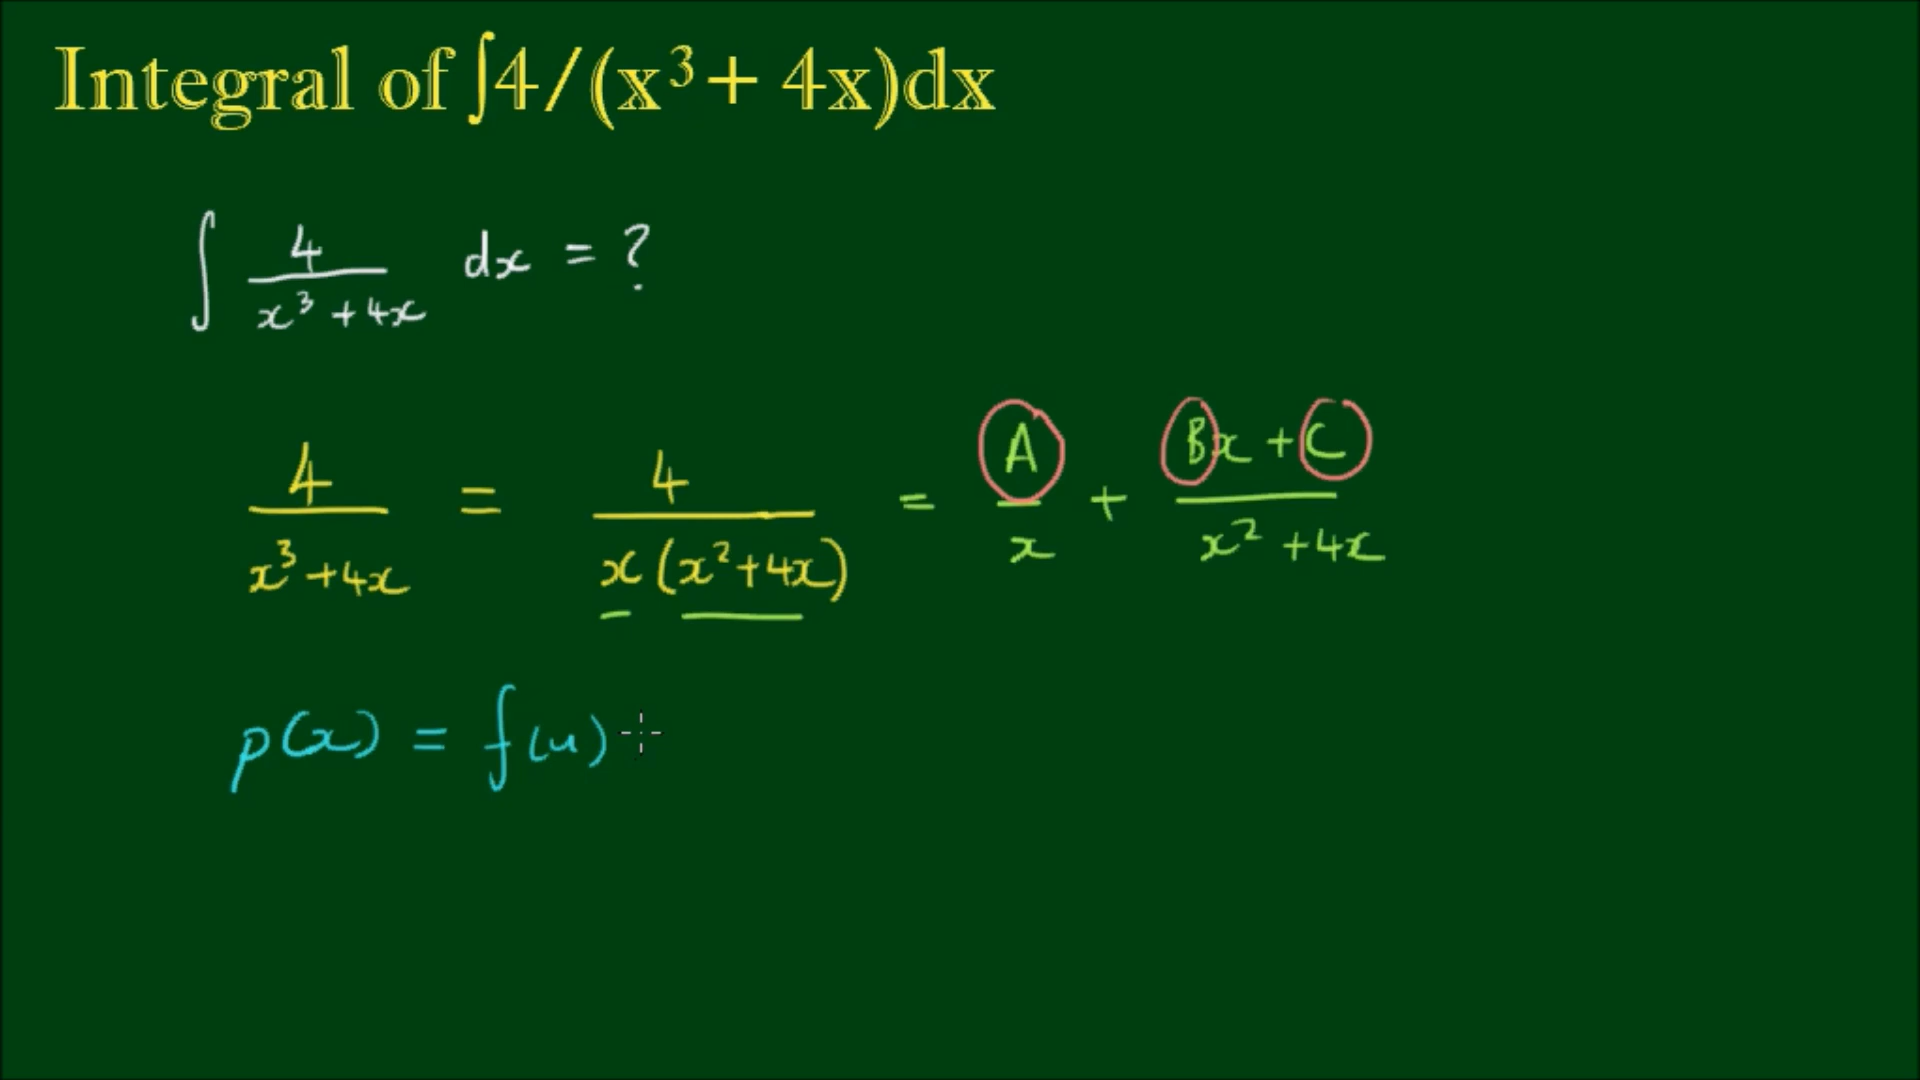 Integral of ∫4/(x³+ 4x)dx
∫ 4/(x³+4x) dx = ?
4/(x³+4x) = 4/(x(x²+4x)) = A/x + (Bx+C)/(x²+4x)
p(x) = f(u)